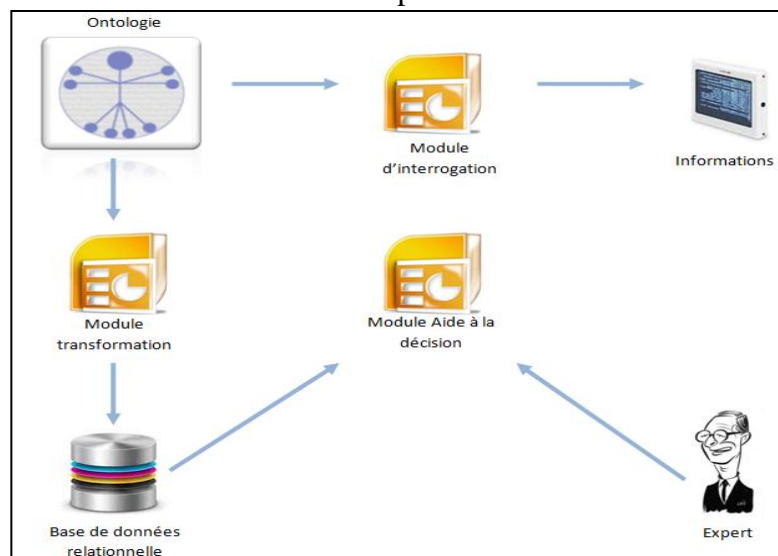 Ontologie
Module
d'interrogation
Informations
Module
transformation
Module Aide à la
décision
Base de données
relationnelle
Expert